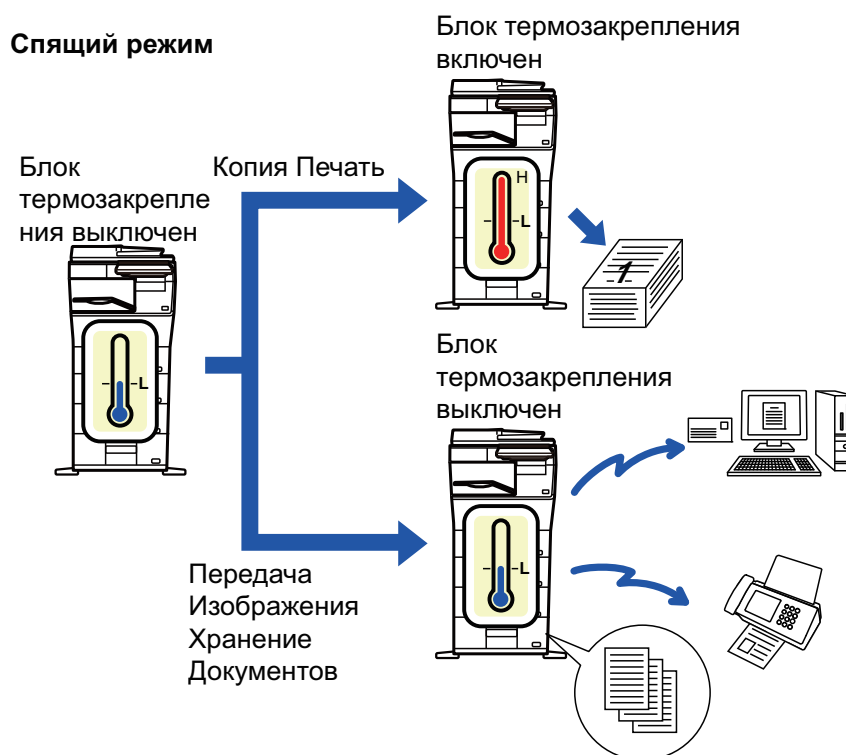 Спящий режим
Блок термозакрепления
включен
Блок
термозакрепле
ния выключен
Копия Печать
H
L
1
L
Блок
термозакрепления
выключен
L
Передача
Изображения
Хранение
Документов